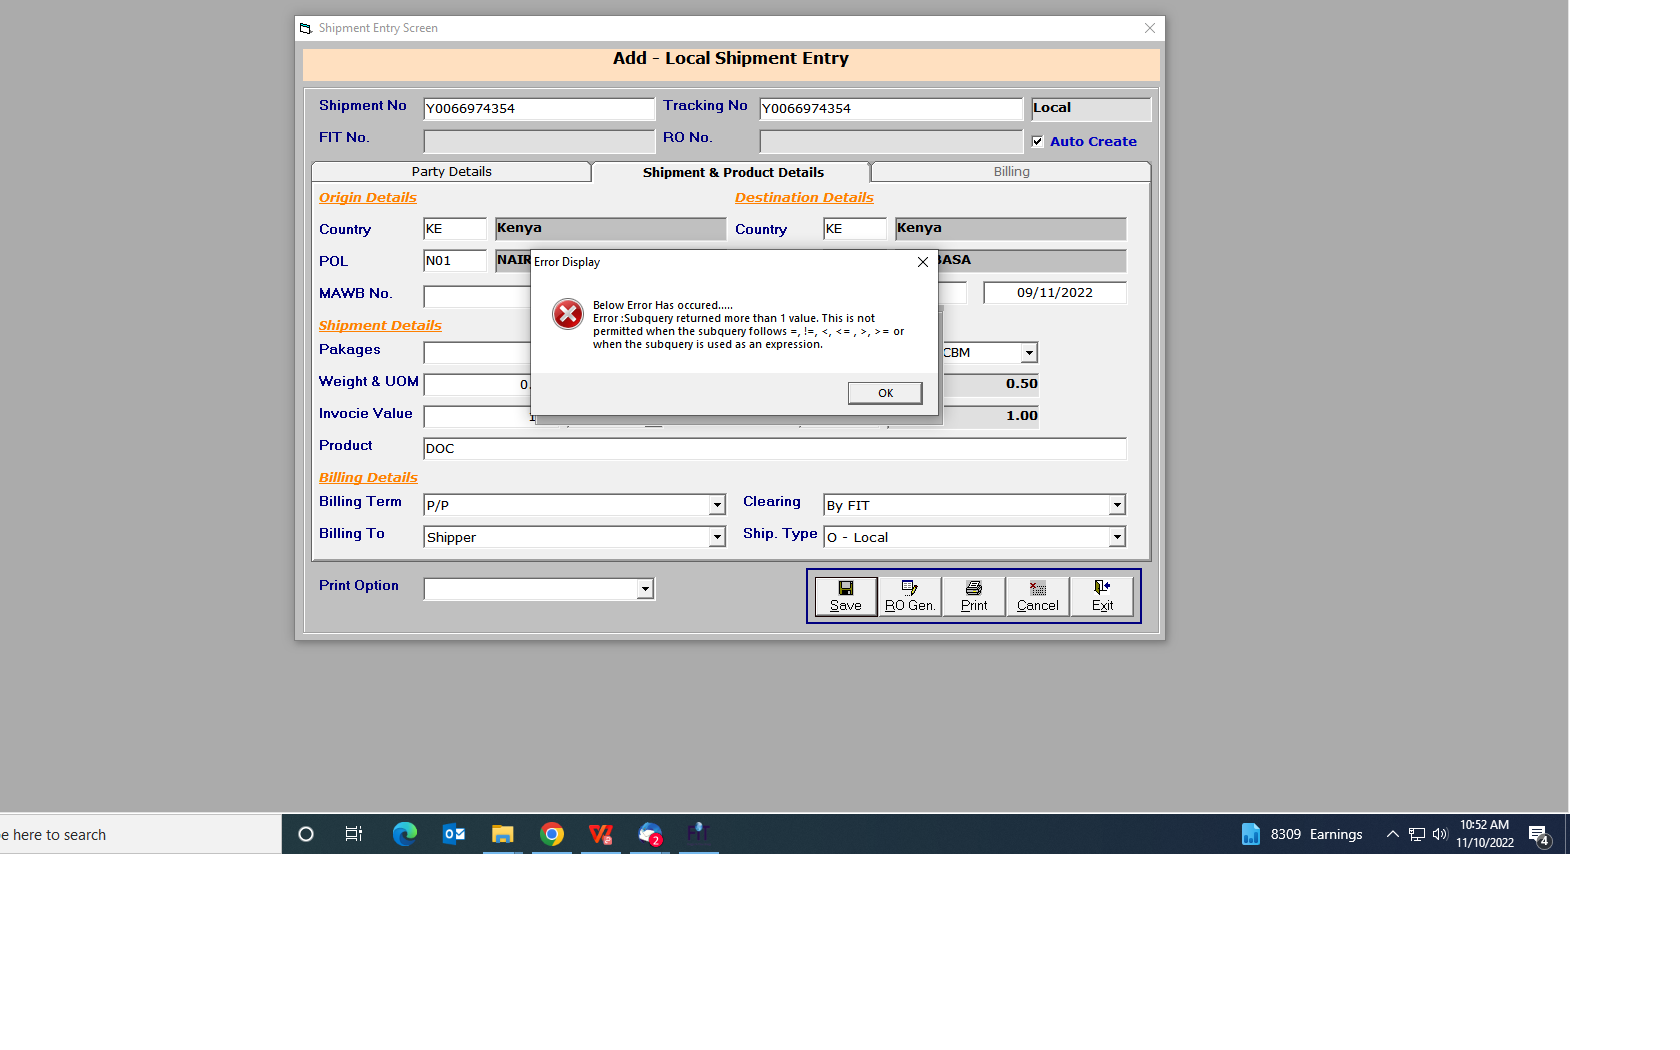 Shipment Entry Screen
Add - Local Shipment Entry
Shipment No Y0066974354 Tracking No Y0066974354 Local
FIT No. RO No. Auto Create
Party Details Shipment & Product Details Billing
Origin Details Destination Details
Country KE Kenya Country KE Kenya
POL N01 NAIR BASA
MAWB No. 09/11/2022
Error Display
Below Error Has occured.....
Error :Subquery returned more than 1 value. This is not
permitted when the subquery follows =, !=, <, <= , >, >= or
when the subquery is used as an expression.
OK
Shipment Details
Pakages CBM
Weight & UOM 0. 0.50
Invocie Value 1 1.00
Product DOC
Billing Details
Billing Term P/P Clearing By FIT
Billing To Shipper Ship. Type O - Local
Print Option
Save RO Gen. Print Cancel Exit
e here to search
2
FIT
8309 Earnings
10:52 AM
11/10/2022
4